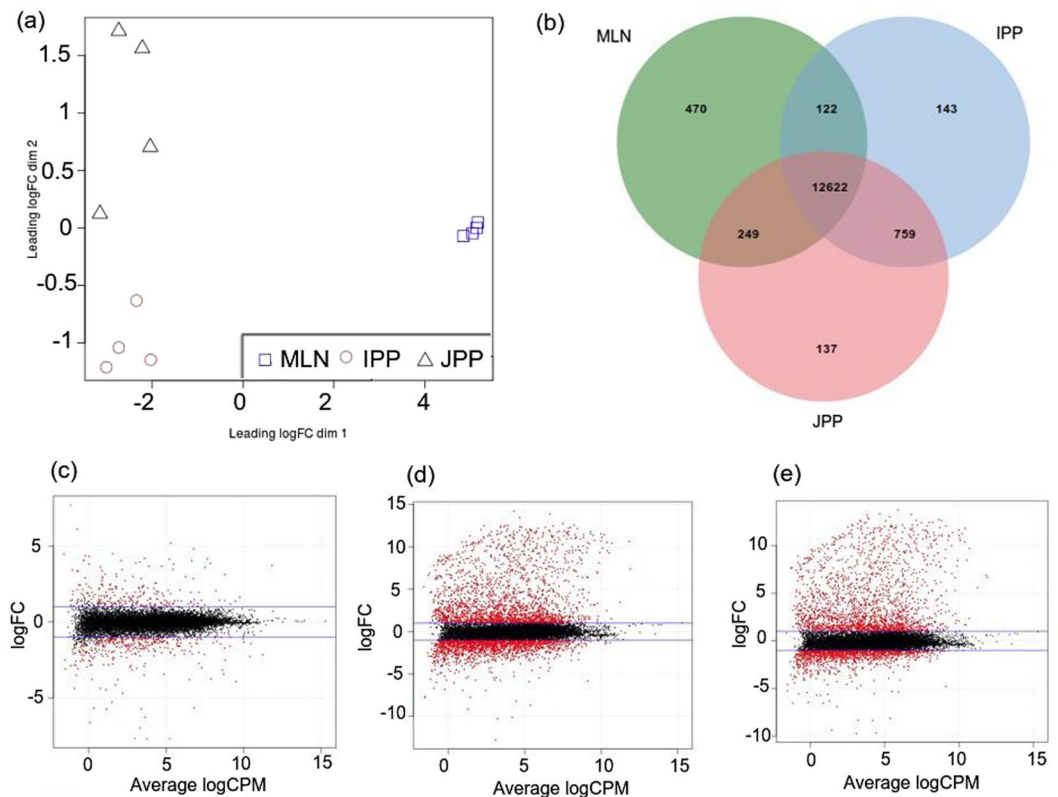 (a)
Leading logFC dim 2
1.5
1
0.5
0
-0.5
-1
MLN IPP JPP
-2 0 2 4
Leading logFC dim 1
(b)
MLN
IPP
470 122 143
12622
249 759
137
JPP
(c)
logFC
5
0
-5
0 5 10 15
Average logCPM
(d)
logFC
15
10
5
0
-5
-10
0 5 10 15
Average logCPM
(e)
logFC
10
5
0
-5
-10
0 5 10 15
Average logCPM